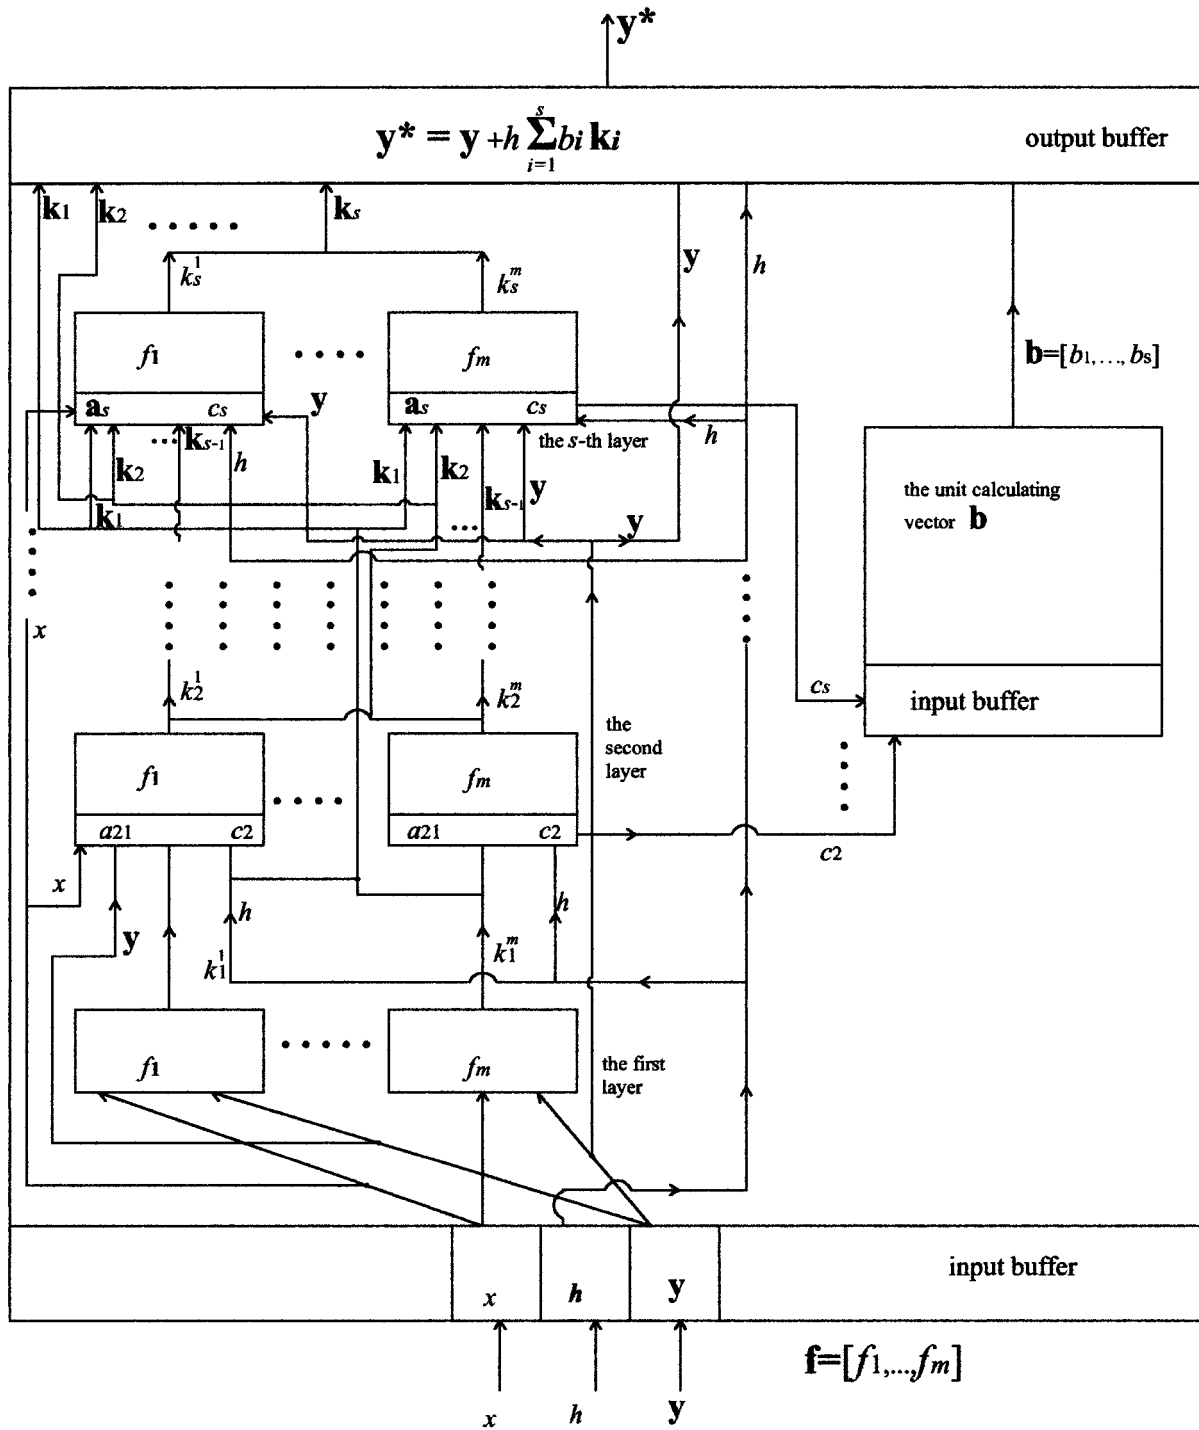 y*
y* = y + h Σ_{i=1}^{s} b_i k_i
output buffer
k1
k2
.....
ks
y
h
k_s^1
k_s^m
f1
....
fm
b=[b1,..., bs]
as
cs
y
as
cs
h
the s-th layer
...
ks-1
k2
h
k1
k2
ks-1
y
k1
...
y
the unit calculating
vector b
x
k_2^1
k_2^m
cs
input buffer
the
second
layer
f1
....
fm
a21
c2
a21
c2
c2
x
y
h
h
k_1^1
k_1^m
f1
.....
fm
the first
layer
input buffer
x
h
y
f=[f1,...,fm]
x
h
y